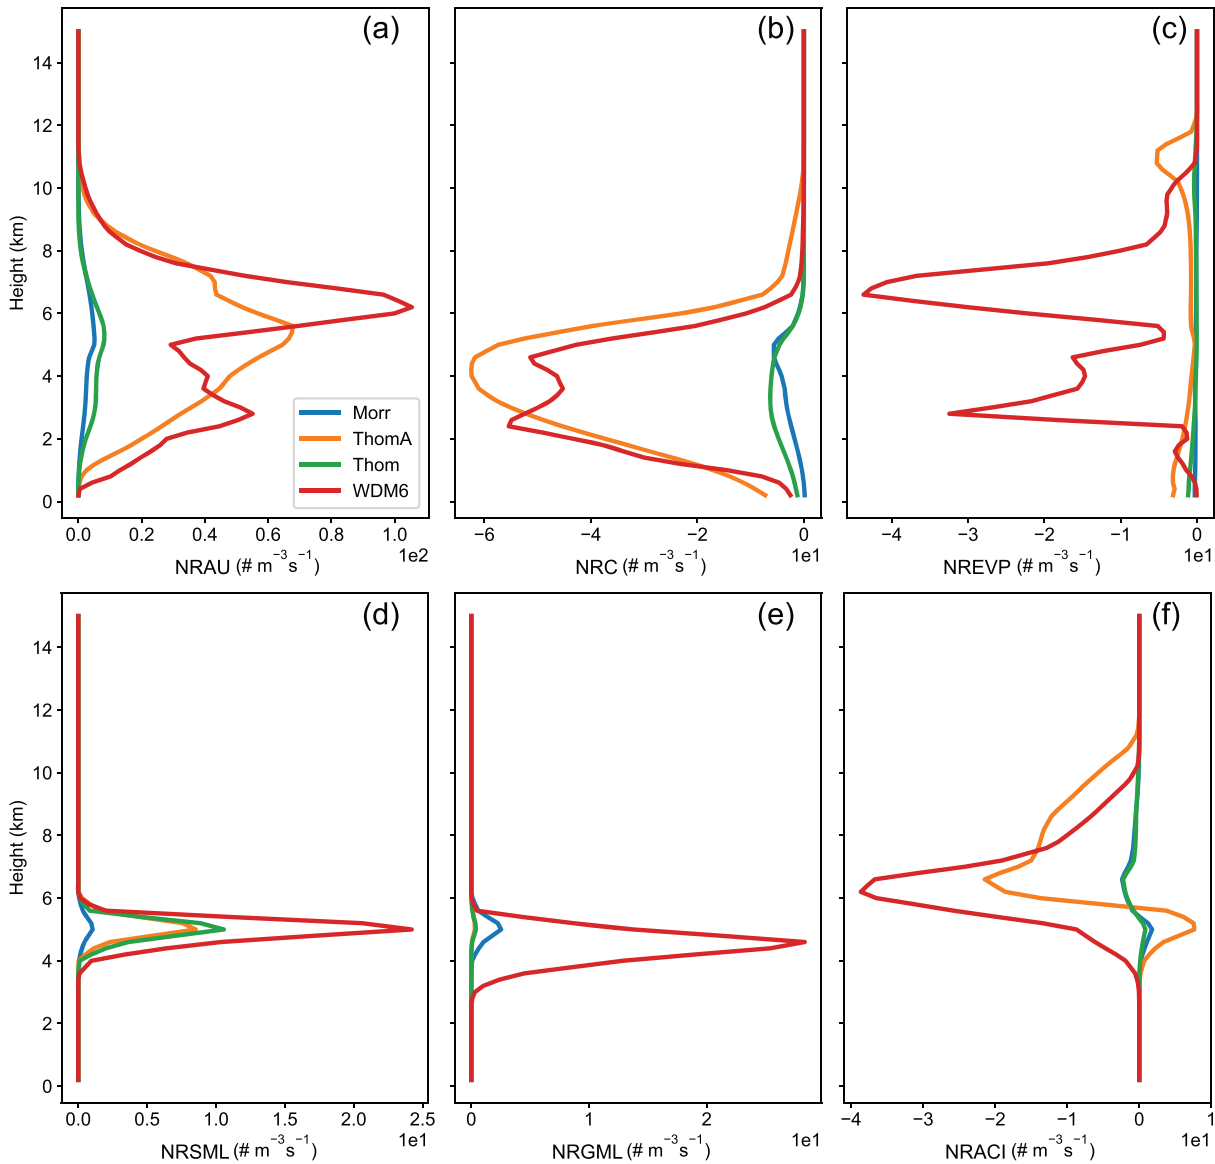 (a) (b) (c)
14
12
10
8
6
4
2
0
Height (km)
Morr
ThomA
Thom
WDM6
0.0 0.2 0.4 0.6 0.8 1.0
1e2
NRAU (# m⁻³s⁻¹)
−6 −4 −2 0
1e1
NRC (# m⁻³s⁻¹)
−4 −3 −2 −1 0
1e1
NREVP (# m⁻³s⁻¹)
(d) (e) (f)
14
12
10
8
6
4
2
0
Height (km)
0.0 0.5 1.0 1.5 2.0 2.5
1e1
NRSML (# m⁻³s⁻¹)
0 1 2
1e1
NRGML (# m⁻³s⁻¹)
−4 −3 −2 −1 0 1
1e1
NRACI (# m⁻³s⁻¹)